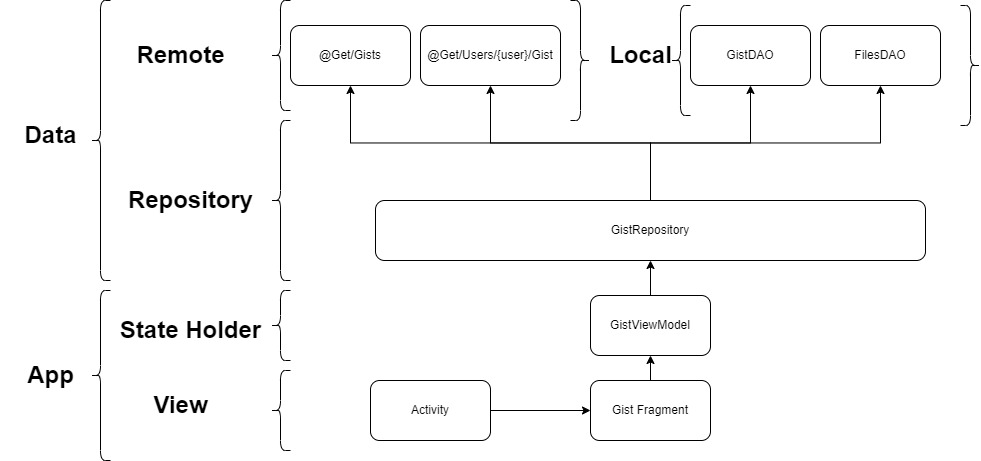 Remote
@Get/Gists
@Get/Users/{user}/Gist
Local
GistDAO
FilesDAO
Data
Repository
GistRepository
State Holder
GistViewModel
App
View
Activity
Gist Fragment